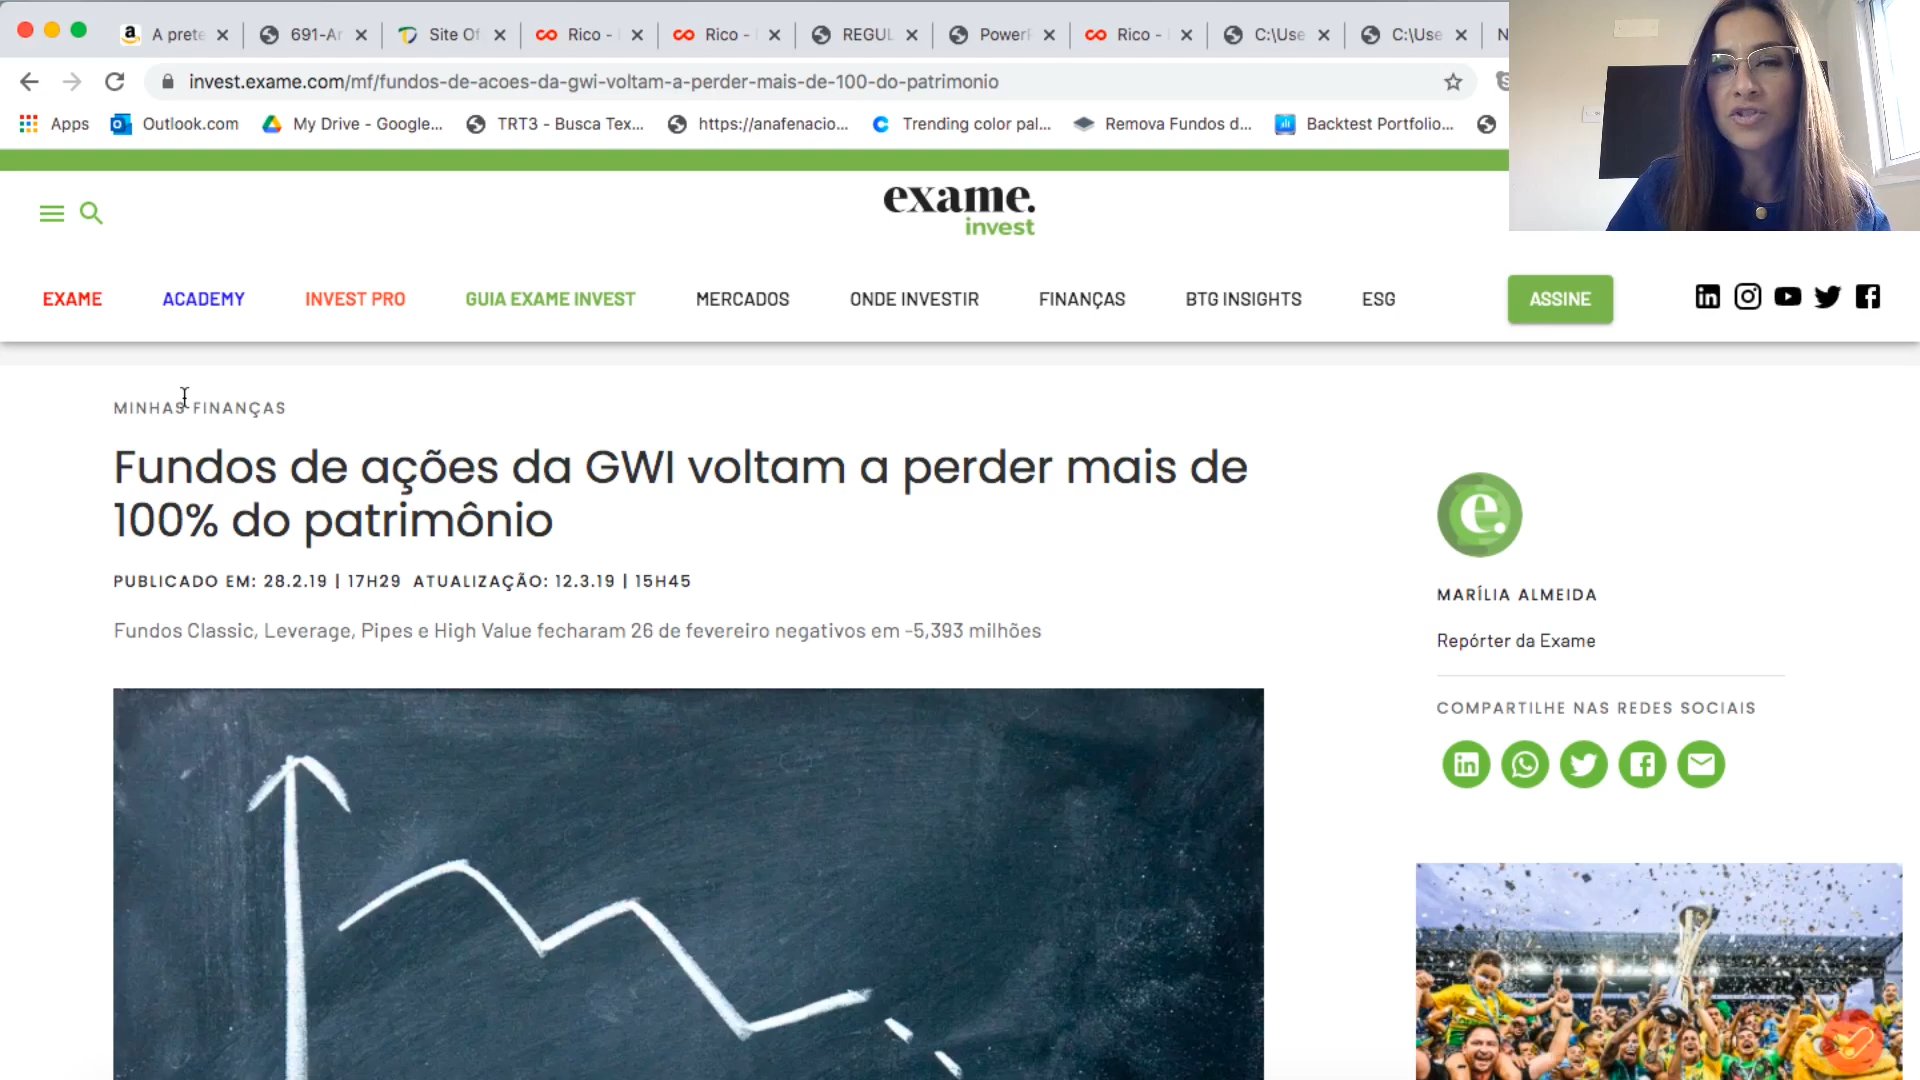 A prete
691-Ar
Site Of
Rico -
Rico -
REGUL
Power
Rico -
C:\Use
C:\Use
N
invest.exame.com/mf/fundos-de-acoes-da-gwi-voltam-a-perder-mais-de-100-do-patrimonio
Apps
Outlook.com
My Drive - Google...
TRT3 - Busca Tex...
https://anafenacio...
Trending color pal...
Remova Fundos d...
Backtest Portfolio...
exame.
invest
EXAME
ACADEMY
INVEST PRO
GUIA EXAME INVEST
MERCADOS
ONDE INVESTIR
FINANÇAS
BTG INSIGHTS
ESG
ASSINE
MINHAS FINANÇAS
Fundos de ações da GWI voltam a perder mais de
100% do patrimônio
PUBLICADO EM: 28.2.19 | 17H29 ATUALIZAÇÃO: 12.3.19 | 15H45
Fundos Classic, Leverage, Pipes e High Value fecharam 26 de fevereiro negativos em -5,393 milhões
e.
MARÍLIA ALMEIDA
Repórter da Exame
COMPARTILHE NAS REDES SOCIAIS